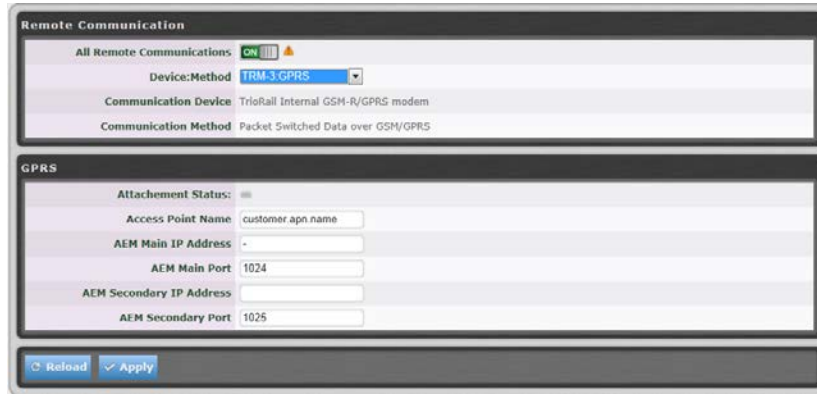 Remote Communication
All Remote Communications ON
Device:Method TRM-3:GPRS
Communication Device TrioRail Internal GSM-R/GPRS modem
Communication Method Packet Switched Data over GSM/GPRS
GPRS
Attachement Status:
Access Point Name customer.apn.name
AEM Main IP Address -
AEM Main Port 1024
AEM Secondary IP Address
AEM Secondary Port 1025
Reload Apply